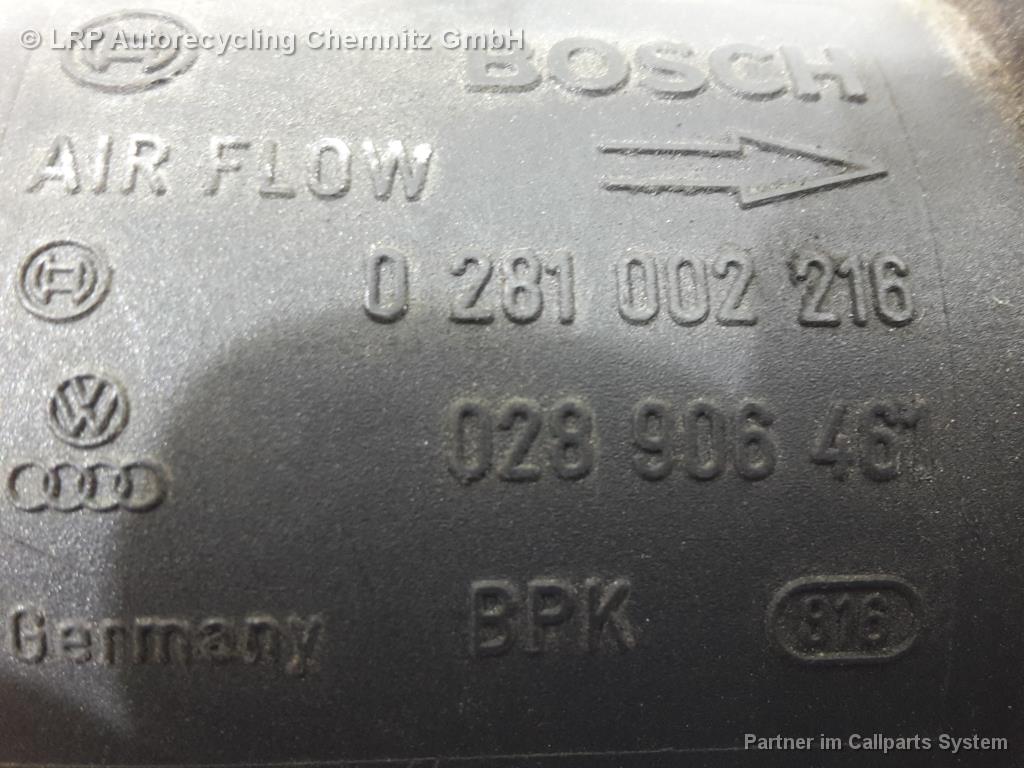 © LRP Autorecycling Chemnitz GmbH
BOSCH
AIR FLOW
0 281 002 216
028 906 461
Germany BPK 816
Partner im Callparts System